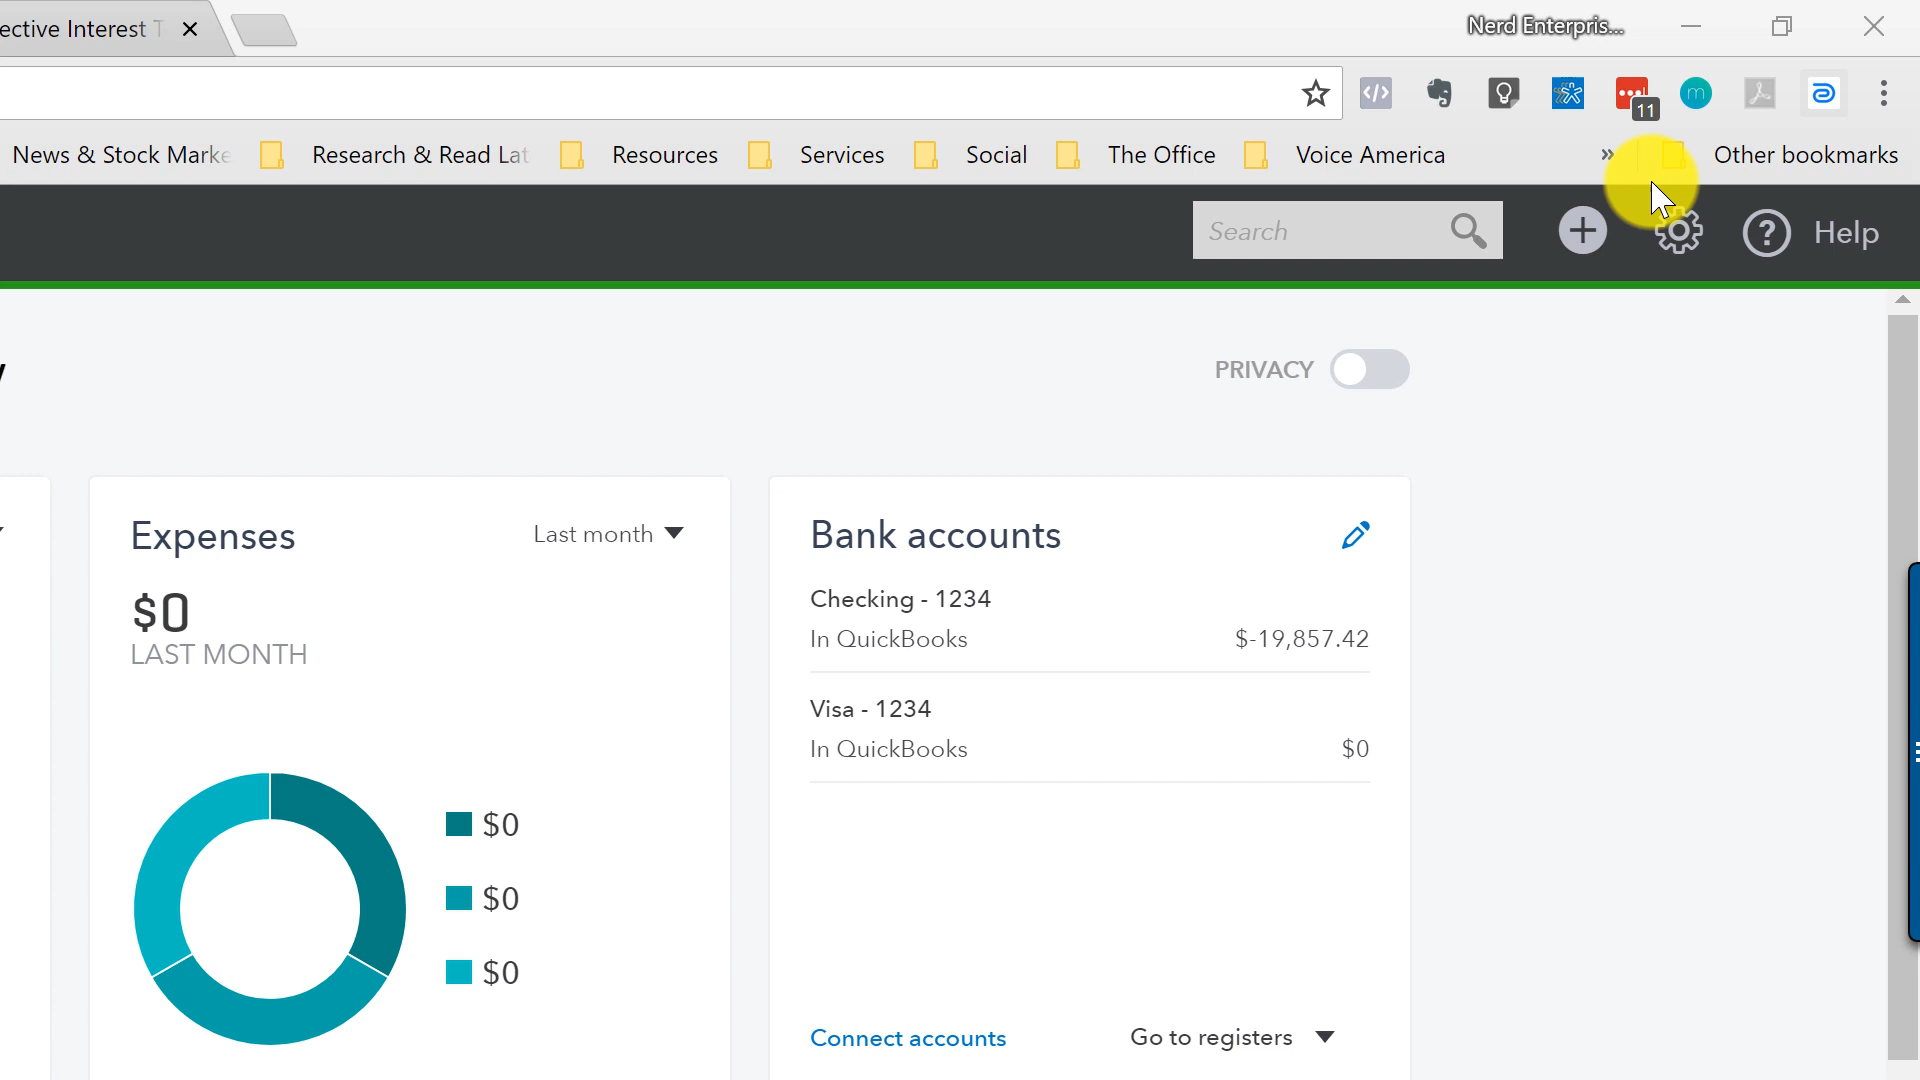 ective Interest T
Nerd Enterpris...
11
m
News & Stock Marke
Research & Read Lat
Resources
Services
Social
The Office
Voice America
»
Other bookmarks
Search
Help
PRIVACY
Expenses
Last month
$0
LAST MONTH
$0
$0
$0
Bank accounts
Checking - 1234
In QuickBooks $-19,857.42
Visa - 1234
In QuickBooks $0
Connect accounts
Go to registers